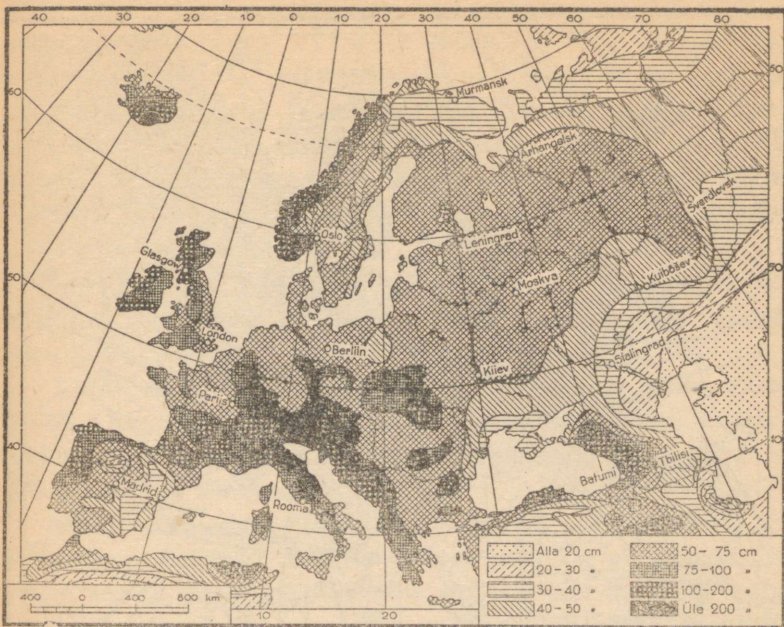 40 30 20 10 0 10 20 30 40 50 60 70 80
60
60
Murmansk
Arhangelsk
Sverdlovsk
Oslo
Leningrad
Glasgow
50
50
Moskva
Kuibõšev
London
Berliin
Stalingrad
Kiiev
Pariis
40
40
Madrid
Thilisi
Batumi
Rooma
Alla 20 cm
20-30 "
30-40 "
40-50 "
50-75 cm
75-100 "
100-200 "
Üle 200 "
400 0 400 800 km
10 20